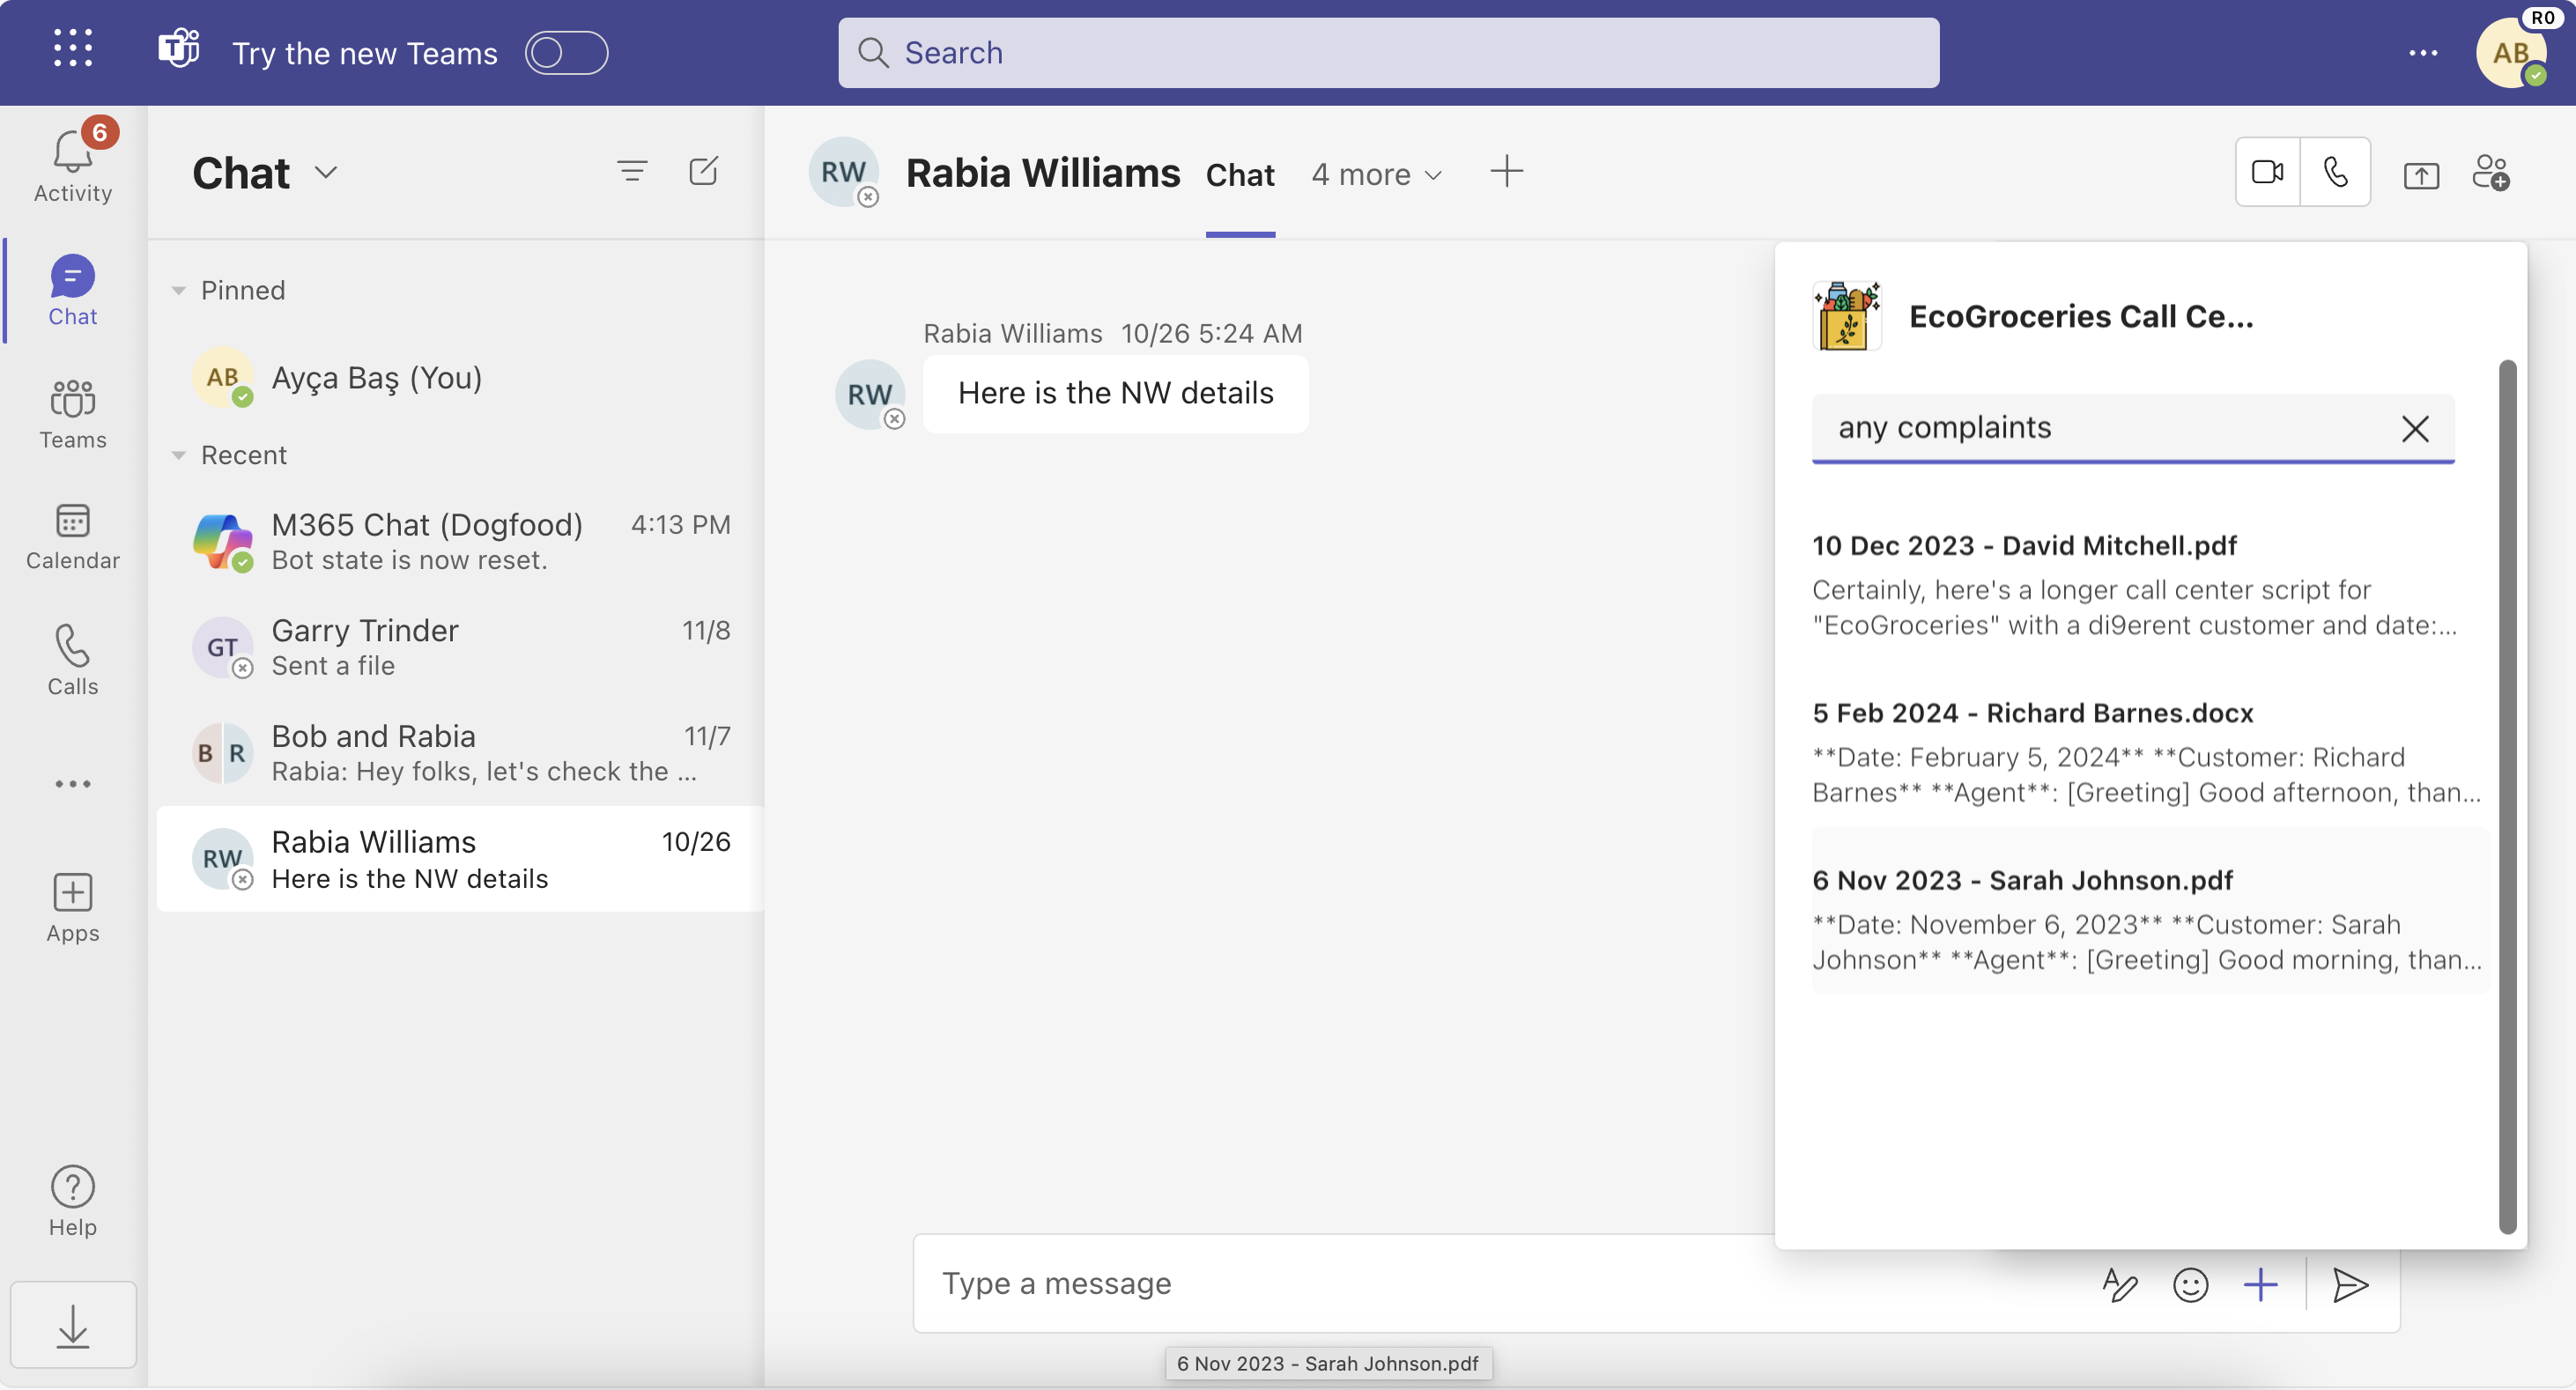 Try the new Teams
Search
AB
R0
6
Activity
Chat
Teams
Calendar
Calls
Apps
Help
Chat
Pinned
AB
Ayça Baş (You)
Recent
M365 Chat (Dogfood)
4:13 PM
Bot state is now reset.
GT
Garry Trinder
11/8
Sent a file
B R
Bob and Rabia
11/7
Rabia: Hey folks, let's check the ...
RW
Rabia Williams
10/26
Here is the NW details
RW
Rabia Williams
Chat
4 more
Rabia Williams 10/26 5:24 AM
RW
Here is the NW details
EcoGroceries Call Ce...
any complaints
10 Dec 2023 - David Mitchell.pdf
Certainly, here's a longer call center script for
"EcoGroceries" with a di9erent customer and date:...
5 Feb 2024 - Richard Barnes.docx
**Date: February 5, 2024** **Customer: Richard
Barnes** **Agent**: [Greeting] Good afternoon, than...
6 Nov 2023 - Sarah Johnson.pdf
**Date: November 6, 2023** **Customer: Sarah
Johnson** **Agent**: [Greeting] Good morning, than...
Type a message
6 Nov 2023 - Sarah Johnson.pdf